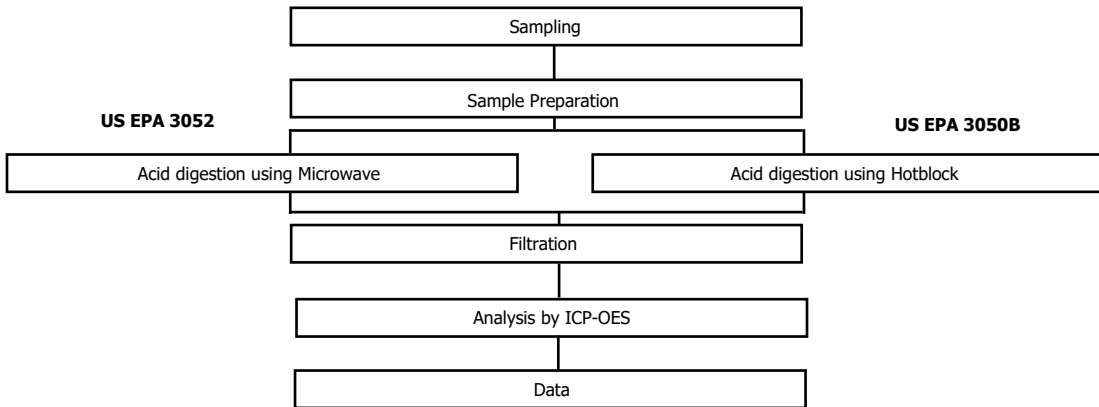 Sampling
Sample Preparation
US EPA 3052
US EPA 3050B
Acid digestion using Microwave
Acid digestion using Hotblock
Filtration
Analysis by ICP-OES
Data